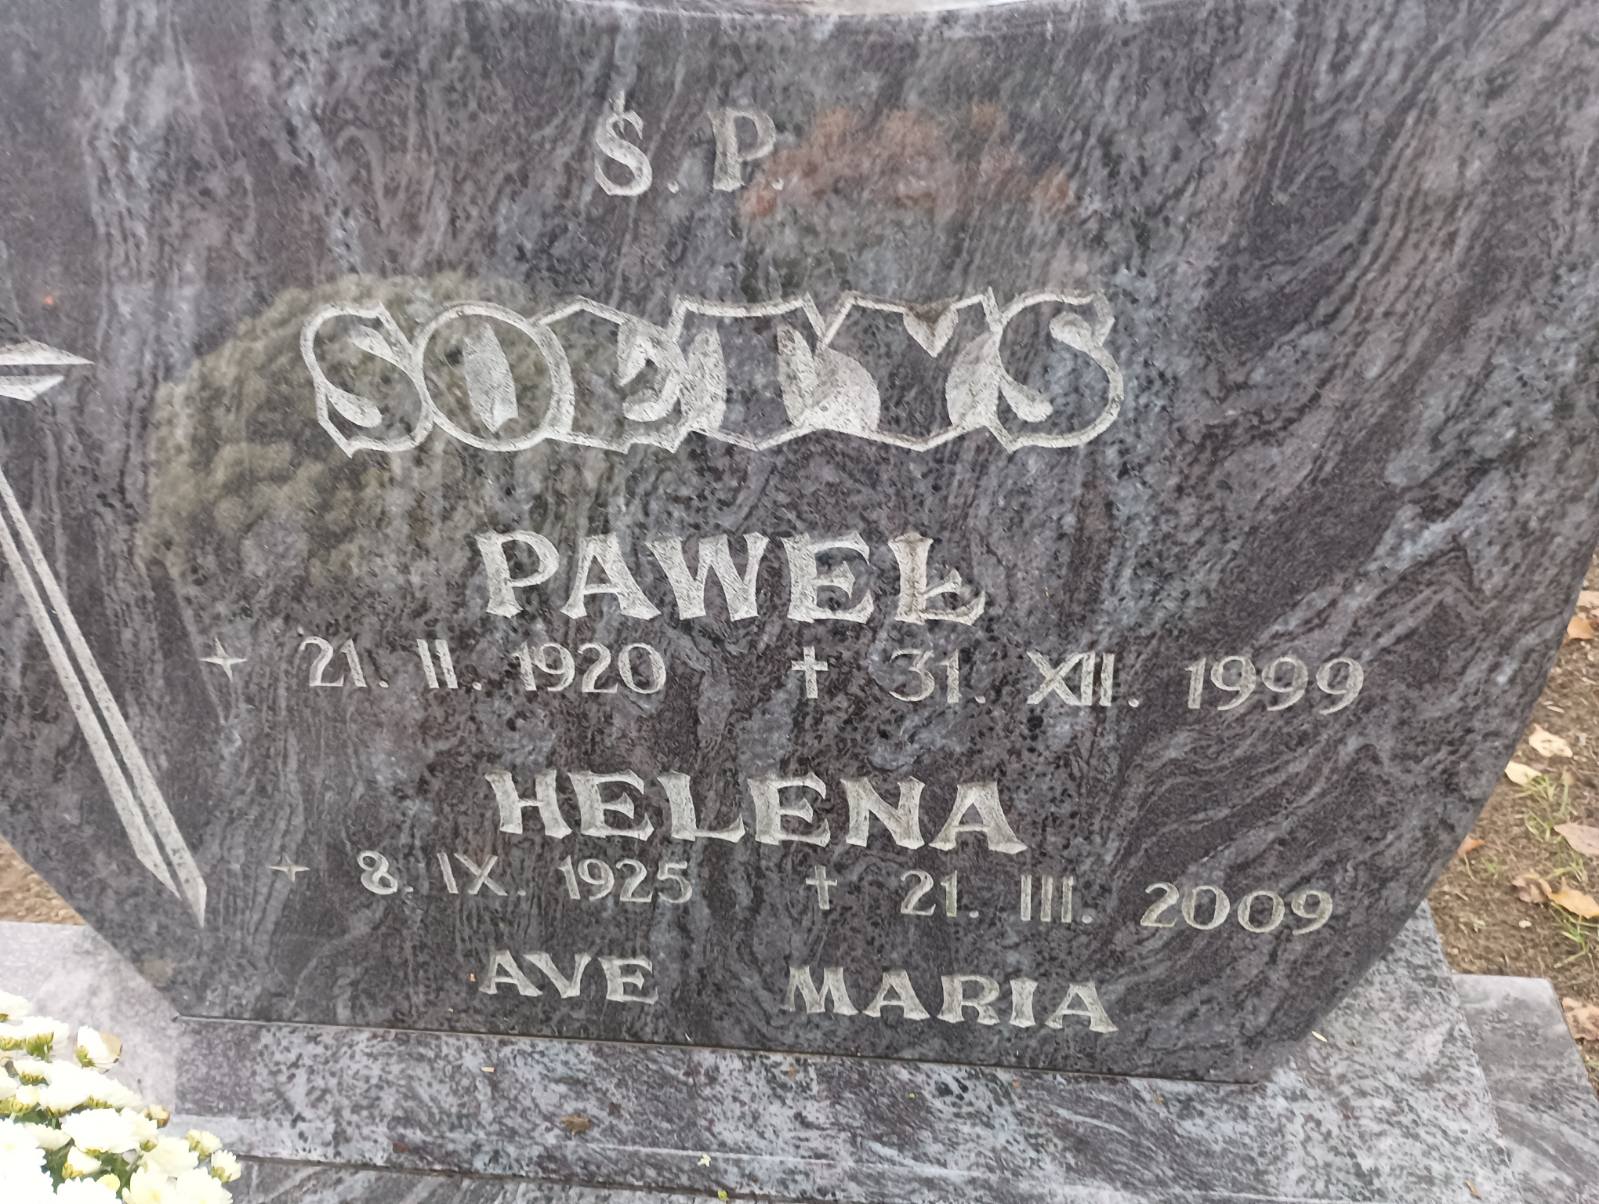 Ś. P.
SOŁTYS
PAWEŁ
21. II. 1920 † 31. XII. 1999
HELENA
8. IX. 1925 † 21. III. 2009
AVE MARIA